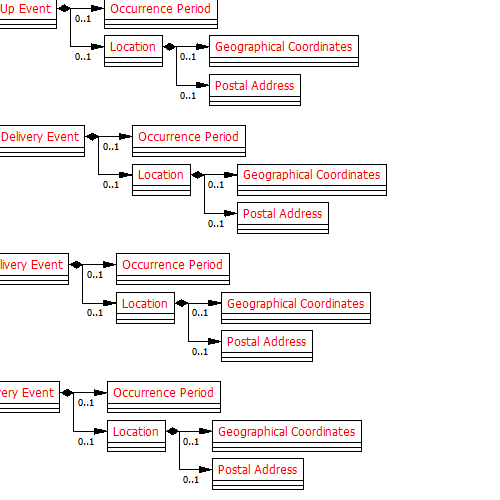 Up Event
Occurrence Period
0..1
Location
Geographical Coordinates
0..1
0..1
Postal Address
0..1
Delivery Event
Occurrence Period
0..1
Location
Geographical Coordinates
0..1
0..1
Postal Address
0..1
livery Event
Occurrence Period
0..1
Location
Geographical Coordinates
0..1
0..1
Postal Address
0..1
very Event
Occurrence Period
0..1
Location
Geographical Coordinates
0..1
0..1
Postal Address
0..1